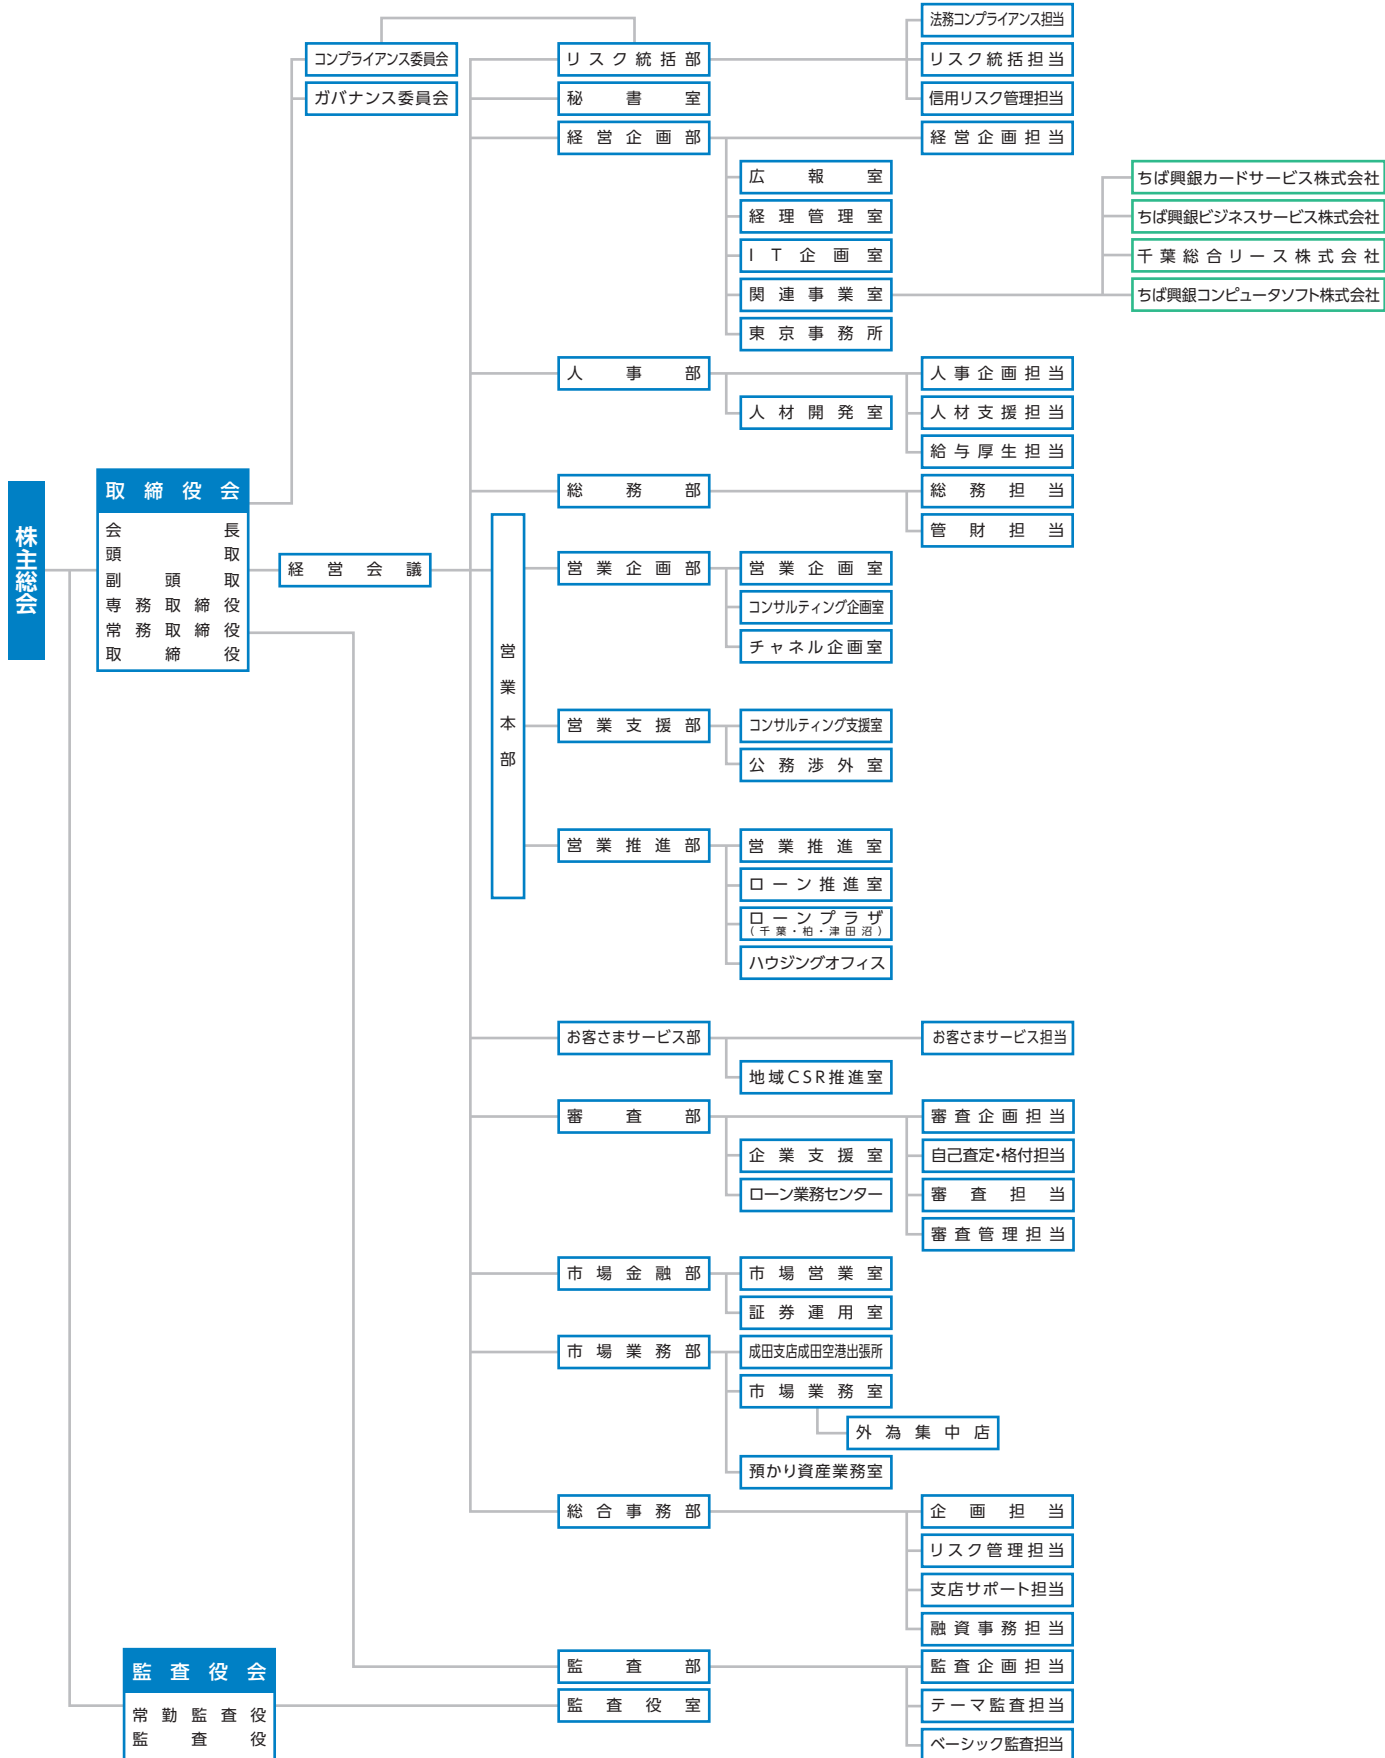 株主総会
取締役会
会長
頭取
副頭取
専務取締役
常務取締役
取締役
監査役会
常勤監査役
監査役
経営会議
コンプライアンス委員会
ガバナンス委員会
リスク統括部
法務コンプライアンス担当
リスク統括担当
信用リスク管理担当
秘書室
経営企画部
経営企画担当
広報室
経理管理室
IT企画室
関連事業室
ちば興銀カードサービス株式会社
ちば興銀ビジネスサービス株式会社
千葉総合リース株式会社
ちば興銀コンピュータソフト株式会社
東京事務所
人事部
人事企画担当
人材開発室
人材支援担当
給与厚生担当
総務部
総務担当
管財担当
営業本部
営業企画部
営業企画室
コンサルティング企画室
チャネル企画室
営業支援部
コンサルティング支援室
公務渉外室
営業推進部
営業推進室
ローン推進室
ローンプラザ
(千葉・柏・津田沼)
ハウジングオフィス
お客さまサービス部
お客さまサービス担当
地域CSR推進室
審査部
審査企画担当
企業支援室
自己査定・格付担当
ローン業務センター
審査担当
審査管理担当
市場金融部
市場営業室
証券運用室
市場業務部
成田支店成田空港出張所
市場業務室
外為集中店
預かり資産業務室
総合事務部
企画担当
リスク管理担当
支店サポート担当
融資事務担当
監査部
監査企画担当
監査役室
テーマ監査担当
ベーシック監査担当